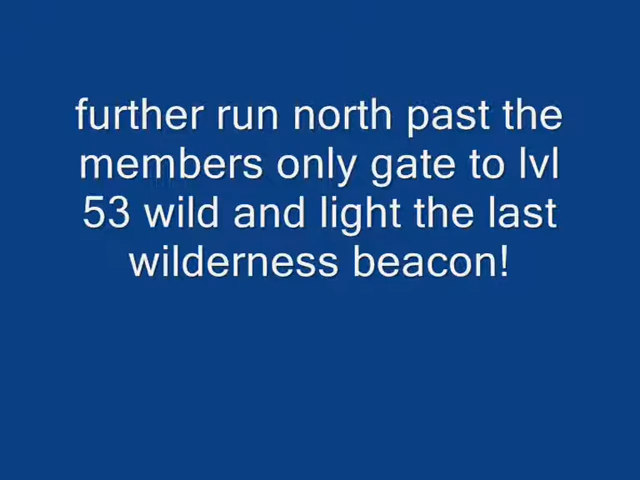 further run north past the
members only gate to lvl
53 wild and light the last
wilderness beacon!